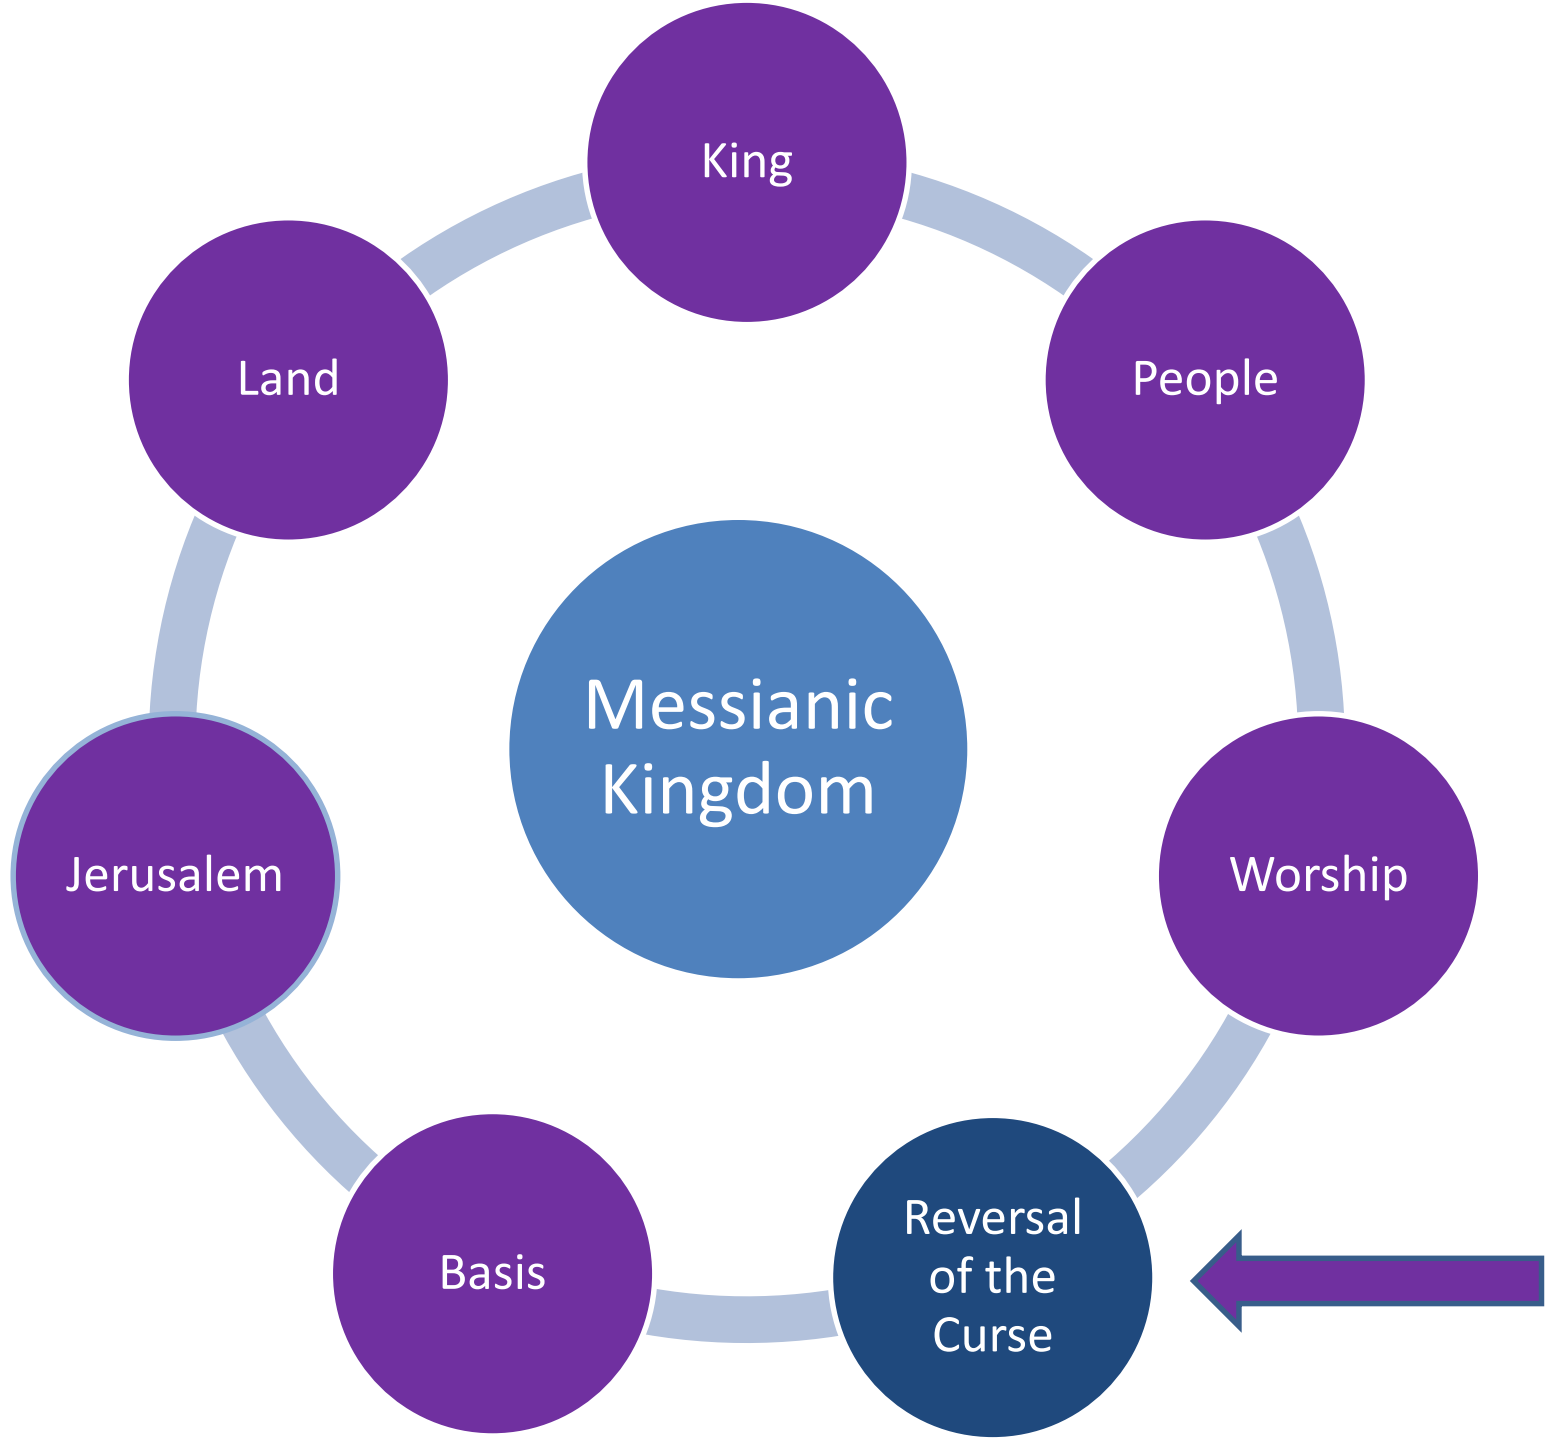 King
Land
People
Messianic
Kingdom
Jerusalem
Worship
Basis
Reversal
of the
Curse